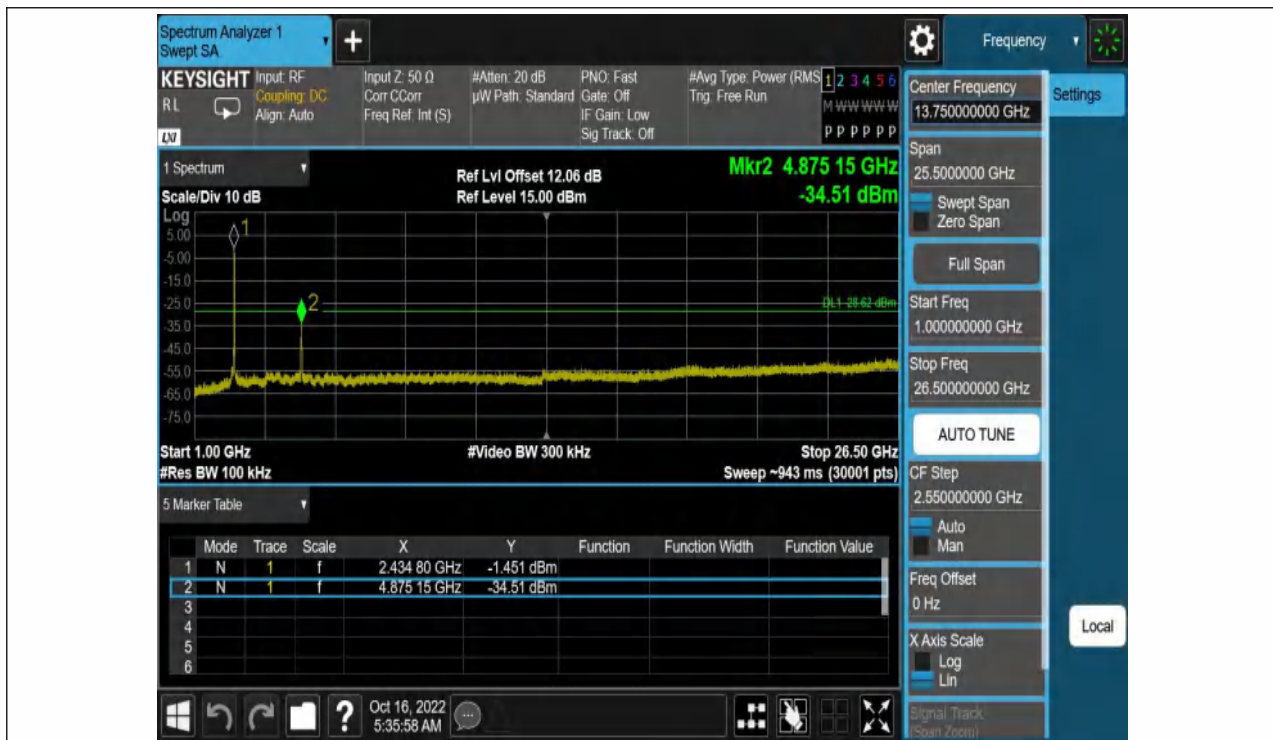 Spectrum Analyzer 1
Swept SA
Frequency
KEYSIGHT
RL
LXI
Input: RF
Coupling: DC
Align: Auto
Input Z: 50 Ω
Corr CCorr
Freq Ref: Int (S)
#Atten: 20 dB
µW Path: Standard
PNO: Fast
Gate: Off
IF Gain: Low
Sig Track: Off
#Avg Type: Power (RMS
Trig: Free Run
1 2 3 4 5 6
M W W W W W
P P P P P P
1 Spectrum
Scale/Div 10 dB
Ref Lvl Offset 12.06 dB
Ref Level 15.00 dBm
Mkr2 4.875 15 GHz
-34.51 dBm
Log
5.00
-5.00
-15.0
-25.0
-35.0
-45.0
-55.0
-65.0
-75.0
1
2
DL1 -28.62 dBm
Start 1.00 GHz
#Video BW 300 kHz
Stop 26.50 GHz
#Res BW 100 kHz
Sweep ~943 ms (30001 pts)
5 Marker Table
Mode Trace Scale X Y Function Function Width Function Value
1 N 1 f 2.434 80 GHz -1.451 dBm
2 N 1 f 4.875 15 GHz -34.51 dBm
3
4
5
6
?
Oct 16, 2022
5:35:58 AM
Center Frequency
13.750000000 GHz
Settings
Span
25.5000000 GHz
Swept Span
Zero Span
Full Span
Start Freq
1.000000000 GHz
Stop Freq
26.500000000 GHz
AUTO TUNE
CF Step
2.550000000 GHz
Auto
Man
Freq Offset
0 Hz
X Axis Scale
Log
Lin
Local
Signal Track
(Span Zoom)